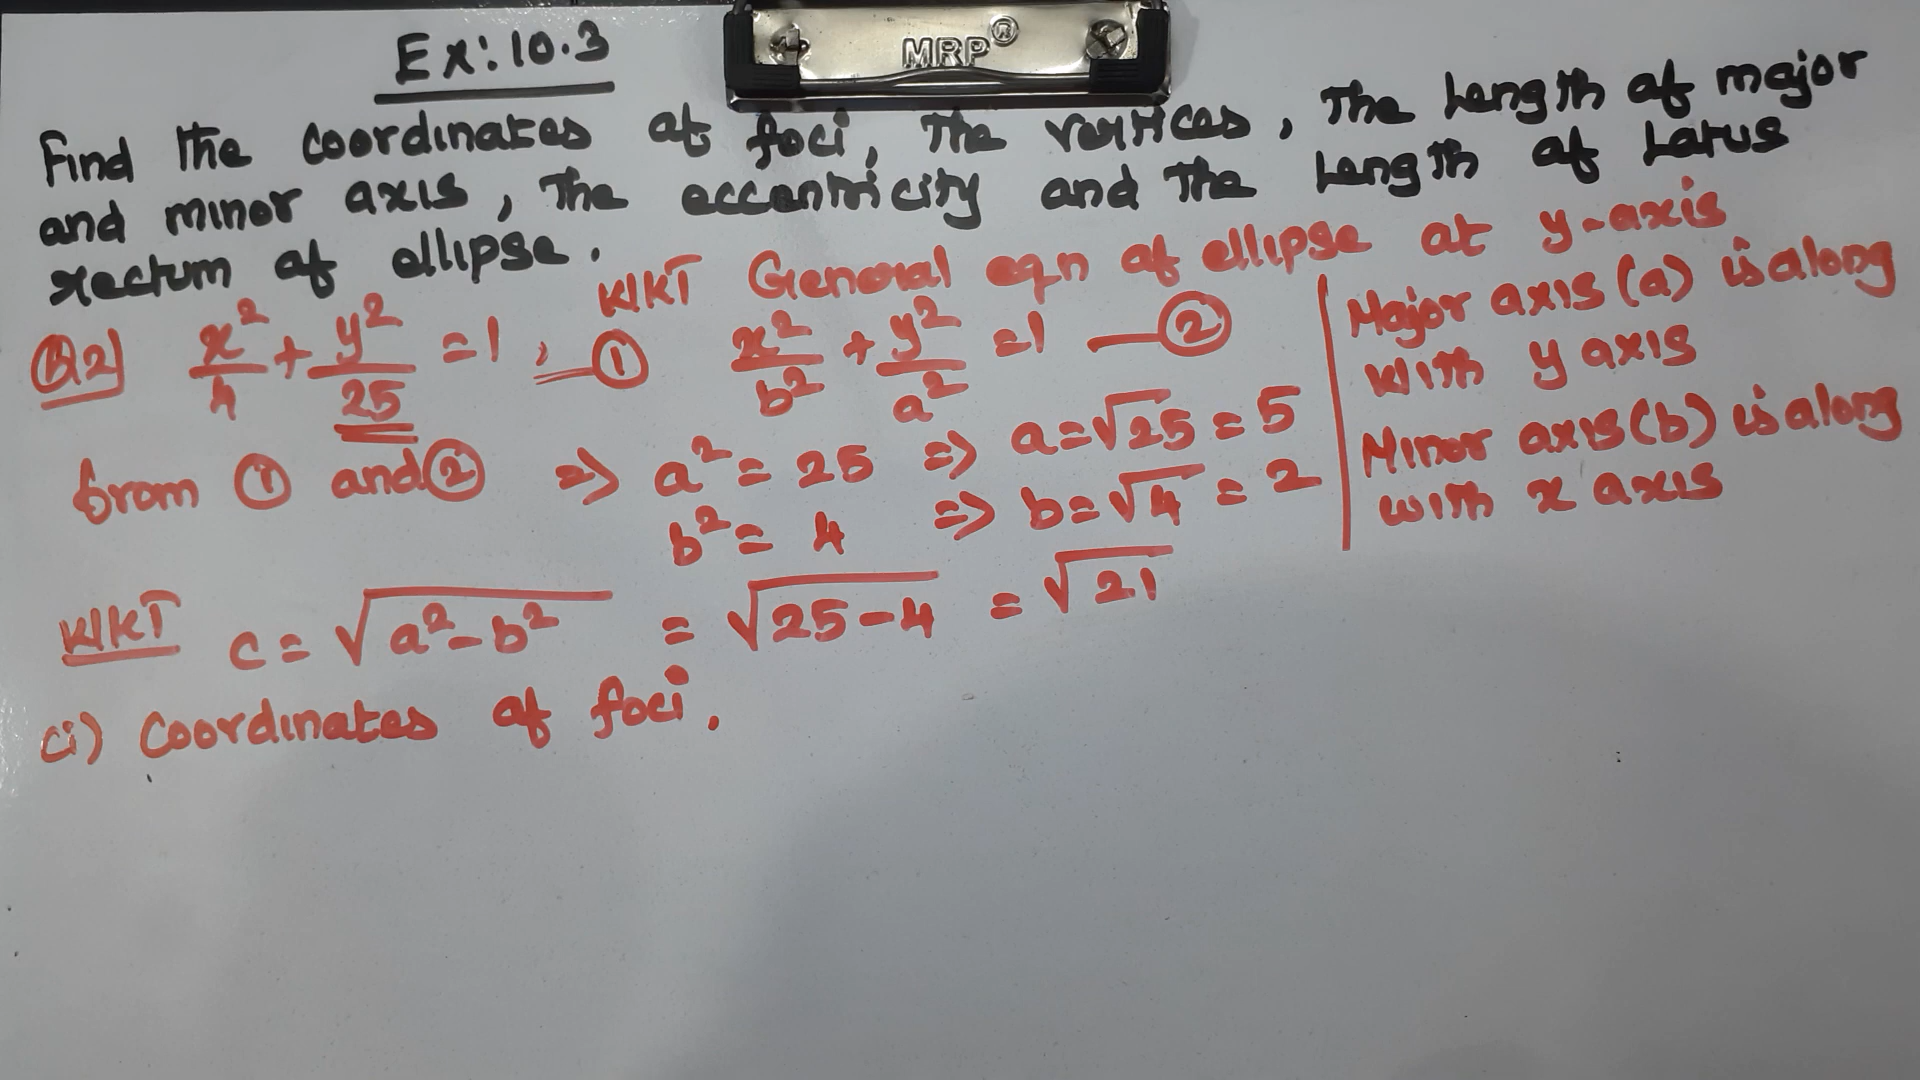 MRP®
Ex: 10.3
Find the coordinates of foci, The vertices, The length of major
and minor axis, The eccentricity and The length of Latus
rectum of ellipse.
WKT General eqn of ellipse at y-axis
Q2) x²/4 + y²/25 = 1, —① x²/b² + y²/a² = 1 —②
Major axis (a) is along
with y axis
from ① and ② => a² = 25 => a = √25 = 5
b² = 4 => b = √4 = 2
Minor axis (b) is along
with x axis
WKT c = √a²-b² = √25-4 = √21
(i) Coordinates of foci,